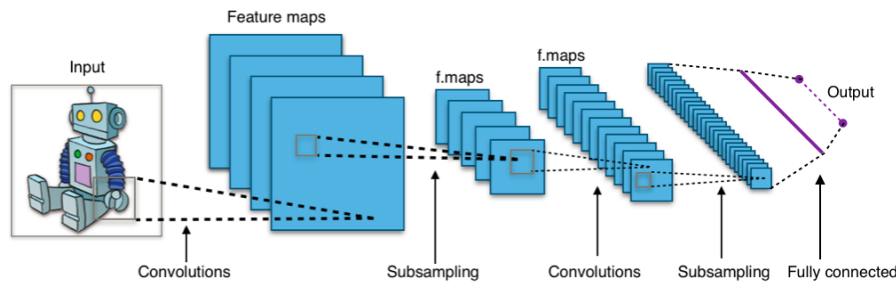 Feature maps
Input
f.maps
f.maps
Output
Convolutions
Subsampling
Convolutions
Subsampling
Fully connected